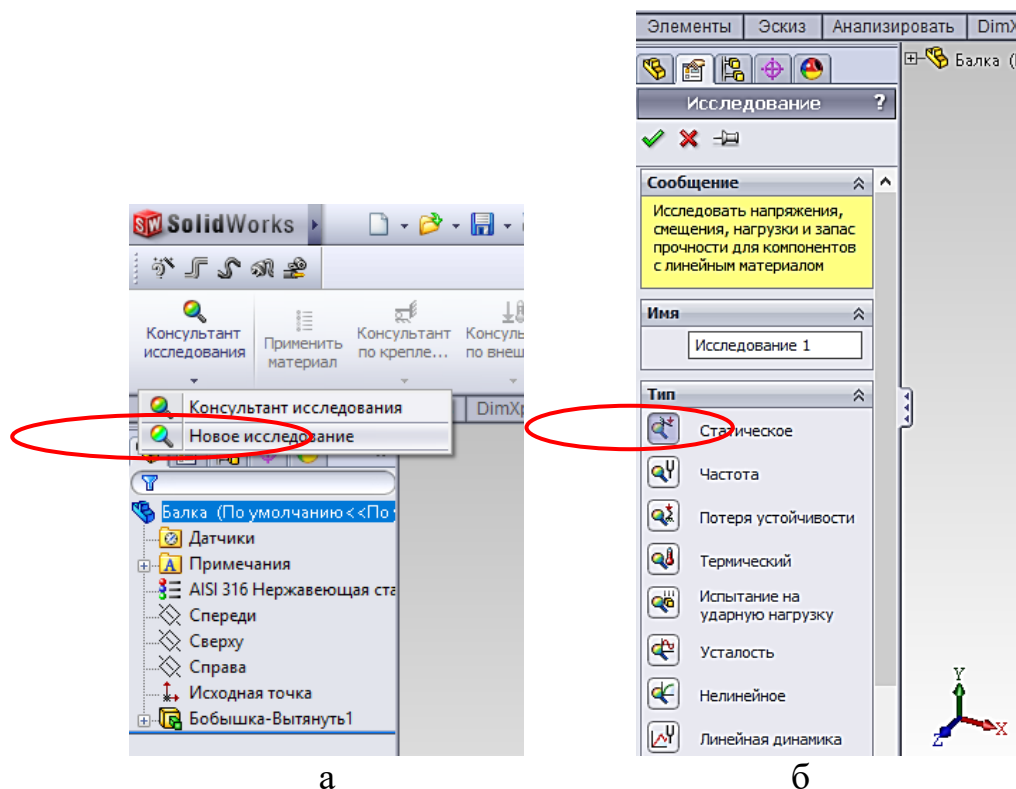 SolidWorks
Консультант исследования
Применить материал
Консультант по крепле...
Консуль
по внеш
Консультант исследования
DimXp
Новое исследование
Балка (По умолчанию<<По
Датчики
Примечания
AISI 316 Нержавеющая ста
Спереди
Сверху
Справа
Исходная точка
Бобышка-Вытянуть1
а
Элементы Эскиз Анализировать DimX
Балка (
Исследование ?
Сообщение
Исследовать напряжения,
смещения, нагрузки и запас
прочности для компонентов
с линейным материалом
Имя
Исследование 1
Тип
Статическое
Частота
Потеря устойчивости
Термический
Испытание на
ударную нагрузку
Усталость
Нелинейное
Линейная динамика
Y
X
Z
б